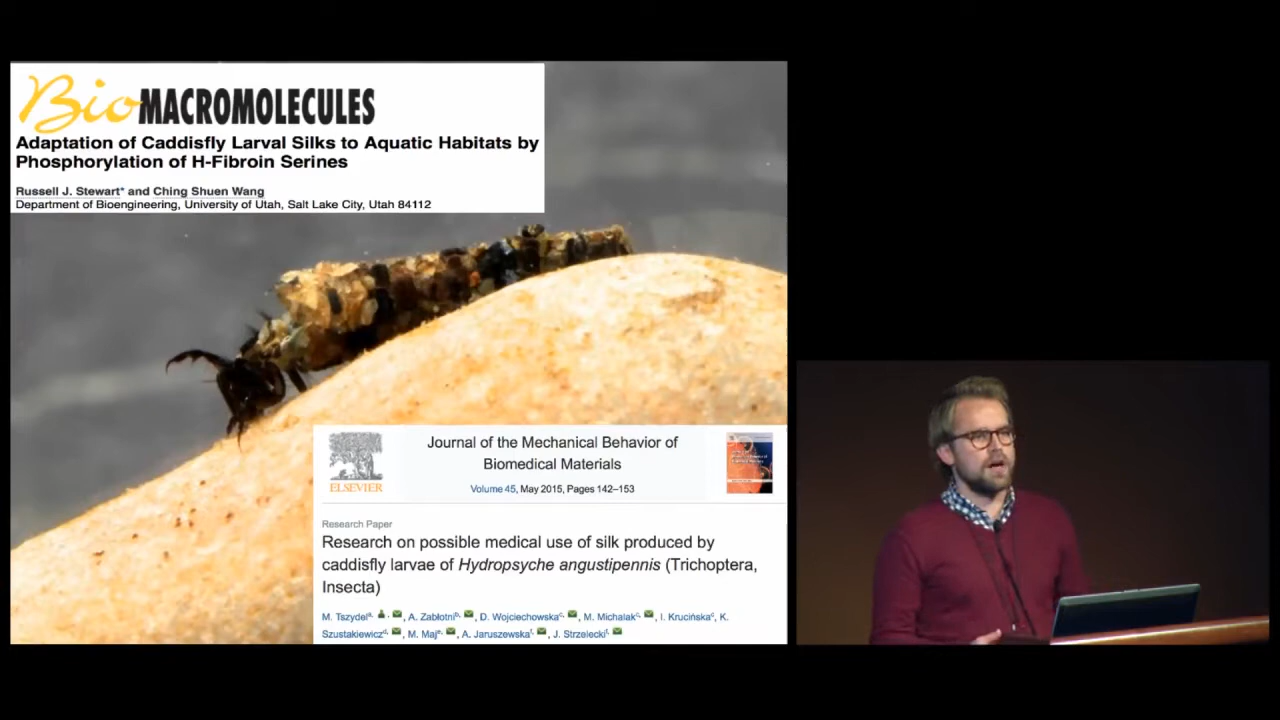 BioMACROMOLECULES
Adaptation of Caddisfly Larval Silks to Aquatic Habitats by
Phosphorylation of H-Fibroin Serines
Russell J. Stewart* and Ching Shuen Wang
Department of Bioengineering, University of Utah, Salt Lake City, Utah 84112
ELSEVIER
Journal of the Mechanical Behavior of
Biomedical Materials
Volume 45, May 2015, Pages 142–153
Research Paper
Research on possible medical use of silk produced by
caddisfly larvae of Hydropsyche angustipennis (Trichoptera,
Insecta)
M. Tszydel, A. Zabłotni, D. Wojciechowska, M. Michalak, I. Krucińska, K.
Szustakiewicz, M. Maj, A. Jaruszewska, J. Strzelecki